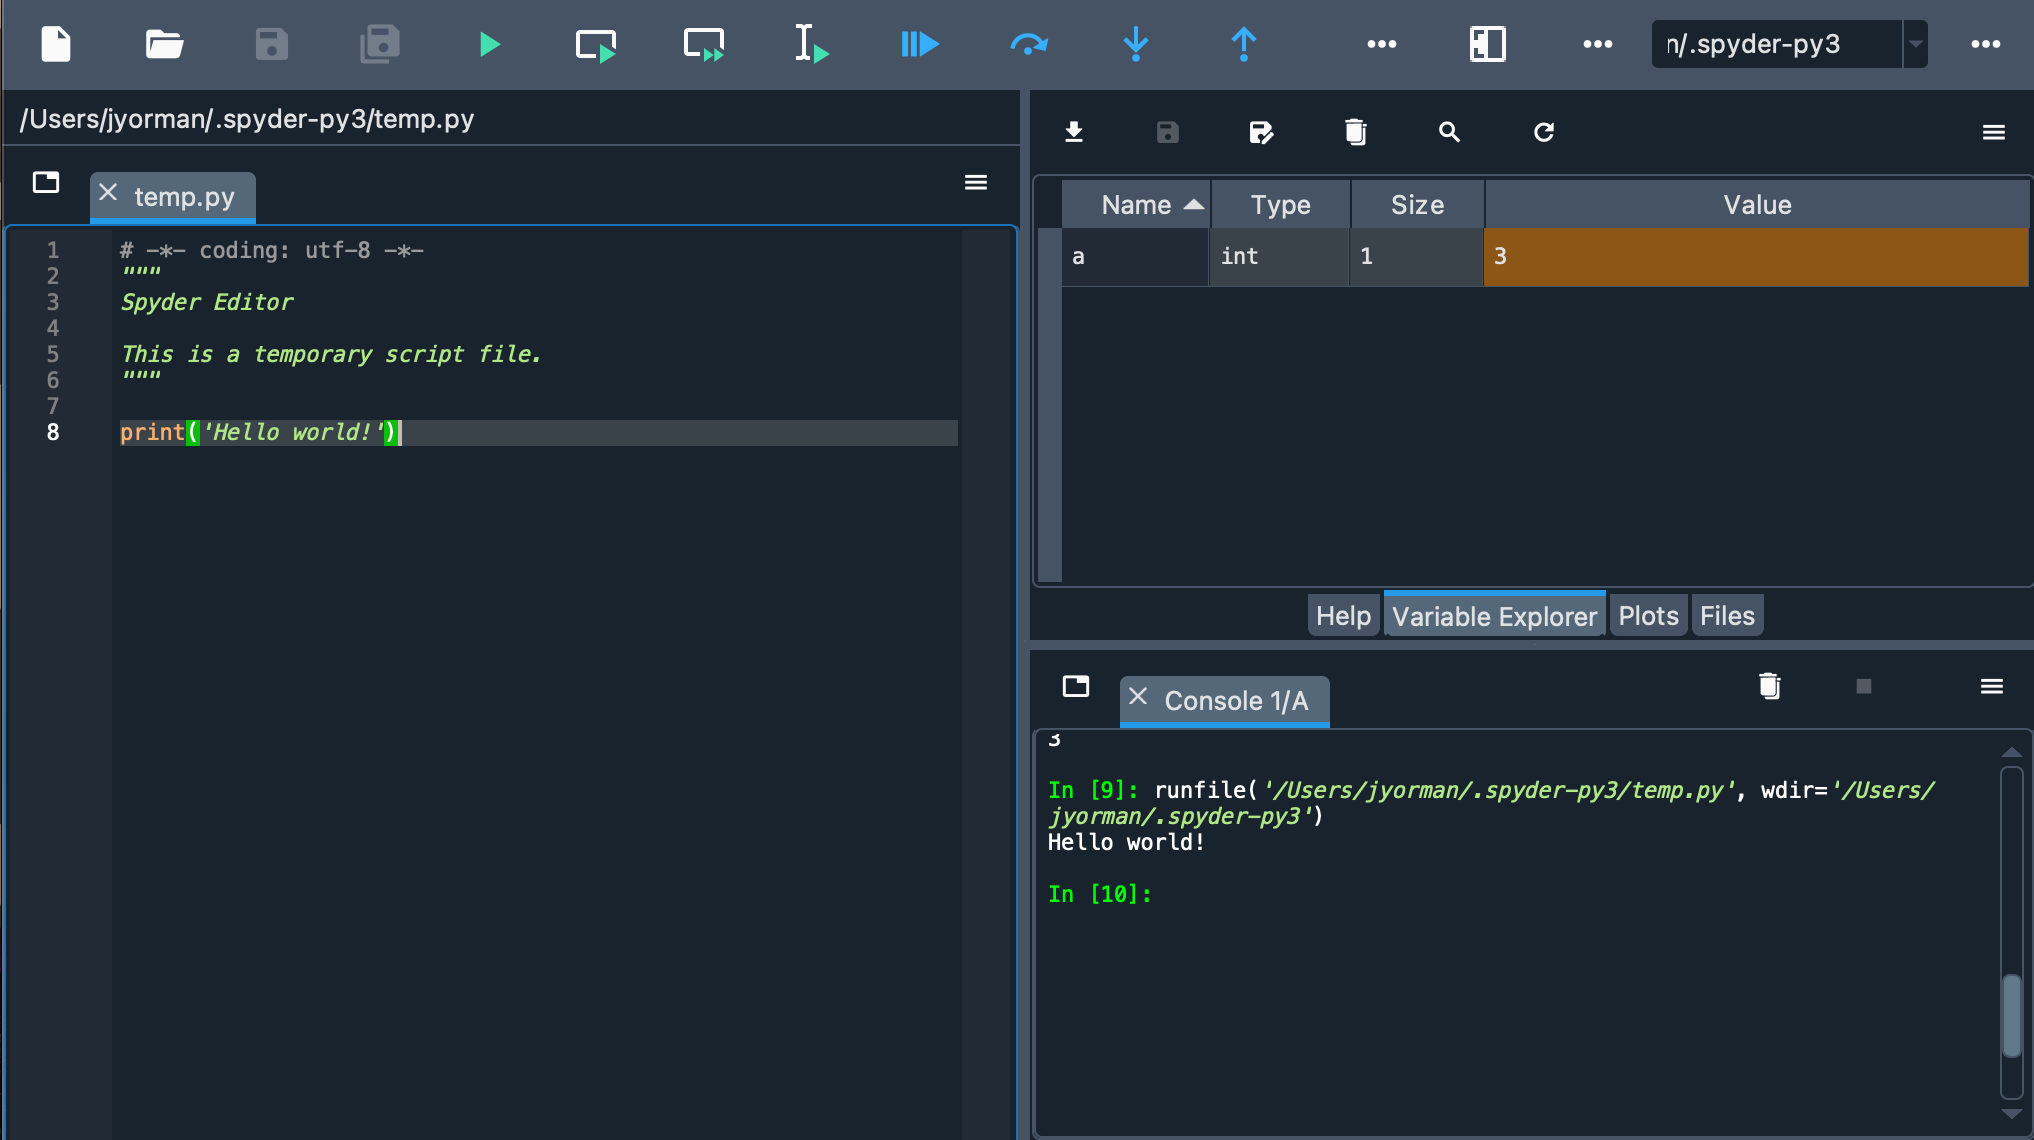 n/.spyder-py3
/Users/jyorman/.spyder-py3/temp.py
temp.py
1 # -*- coding: utf-8 -*-
2 """
3 Spyder Editor
4
5 This is a temporary script file.
6 """
7
8 print('Hello world!')
Name Type Size Value
a int 1 3
Help Variable Explorer Plots Files
Console 1/A
3
In [9]: runfile('/Users/jyorman/.spyder-py3/temp.py', wdir='/Users/
jyorman/.spyder-py3')
Hello world!
In [10]: